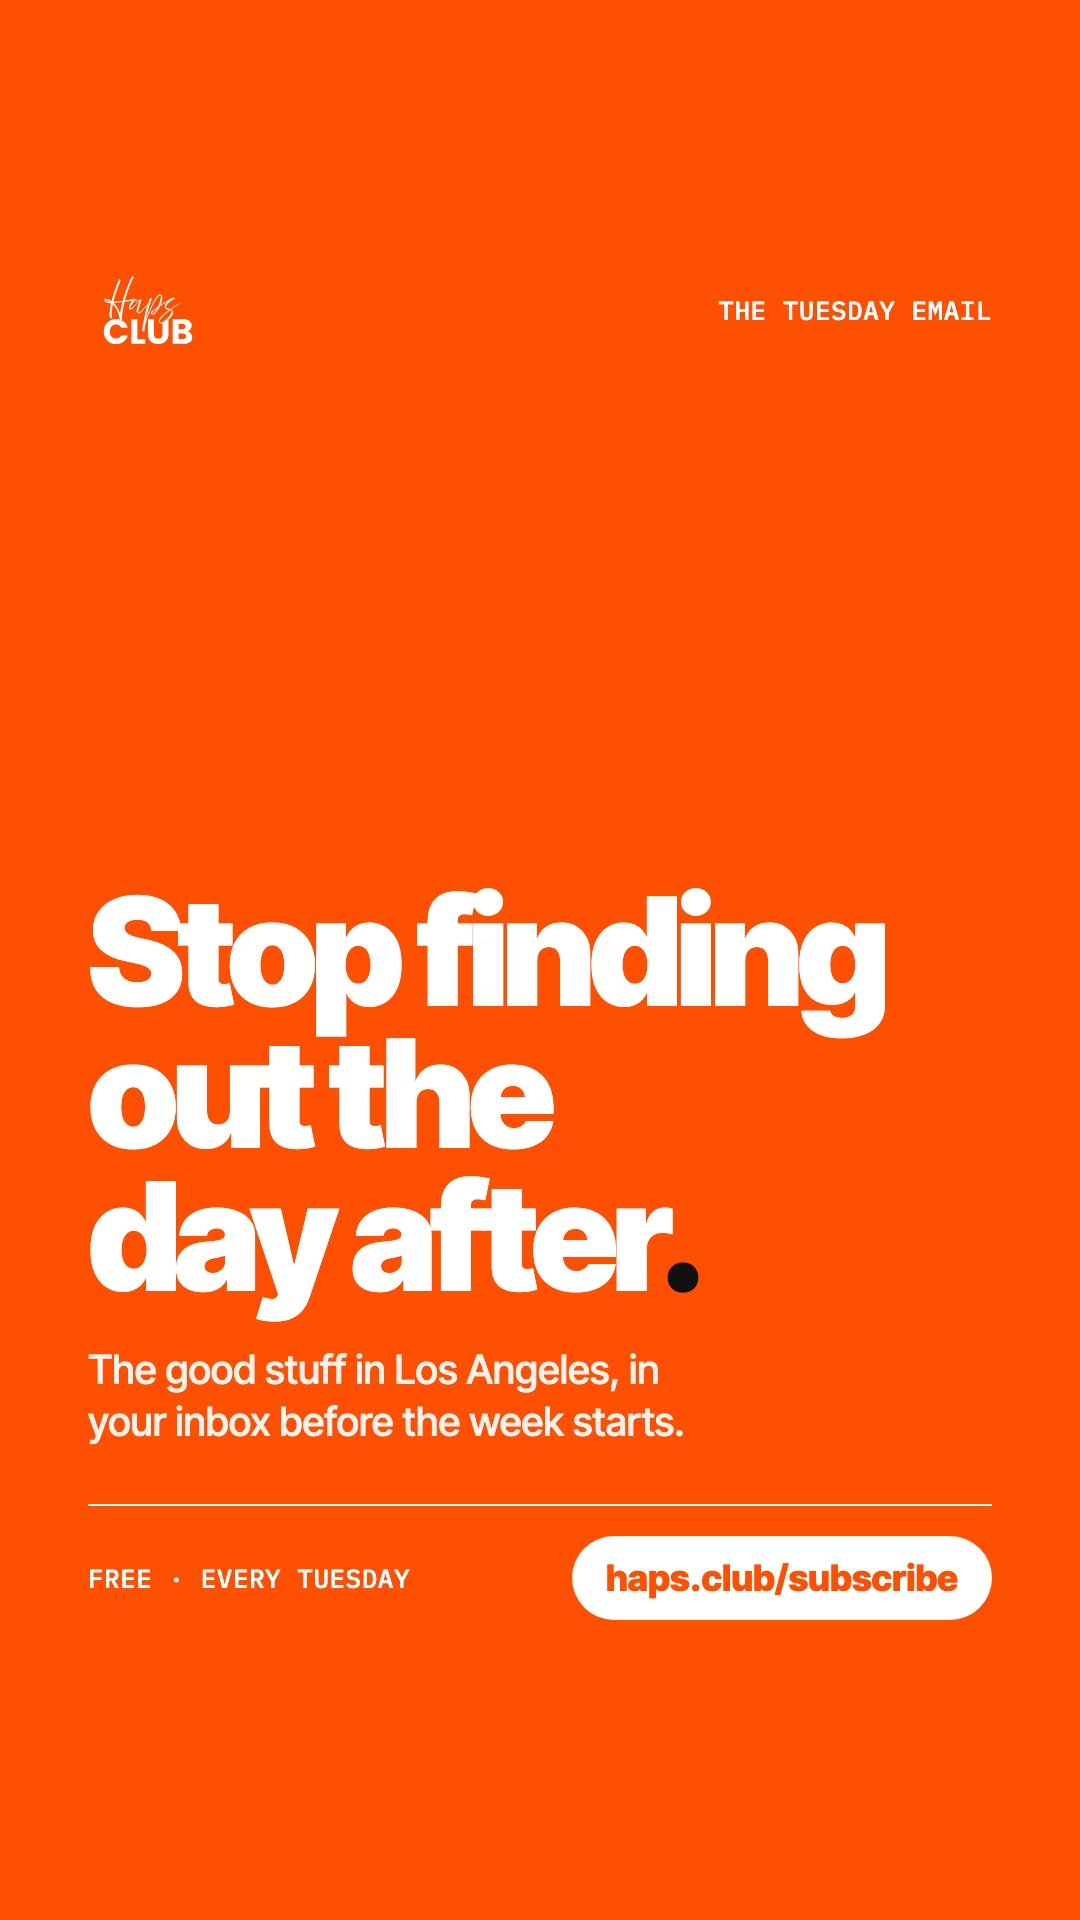 Haps
CLUB
THE TUESDAY EMAIL
Stop finding
out the
day after.
The good stuff in Los Angeles, in
your inbox before the week starts.
FREE · EVERY TUESDAY
haps.club/subscribe